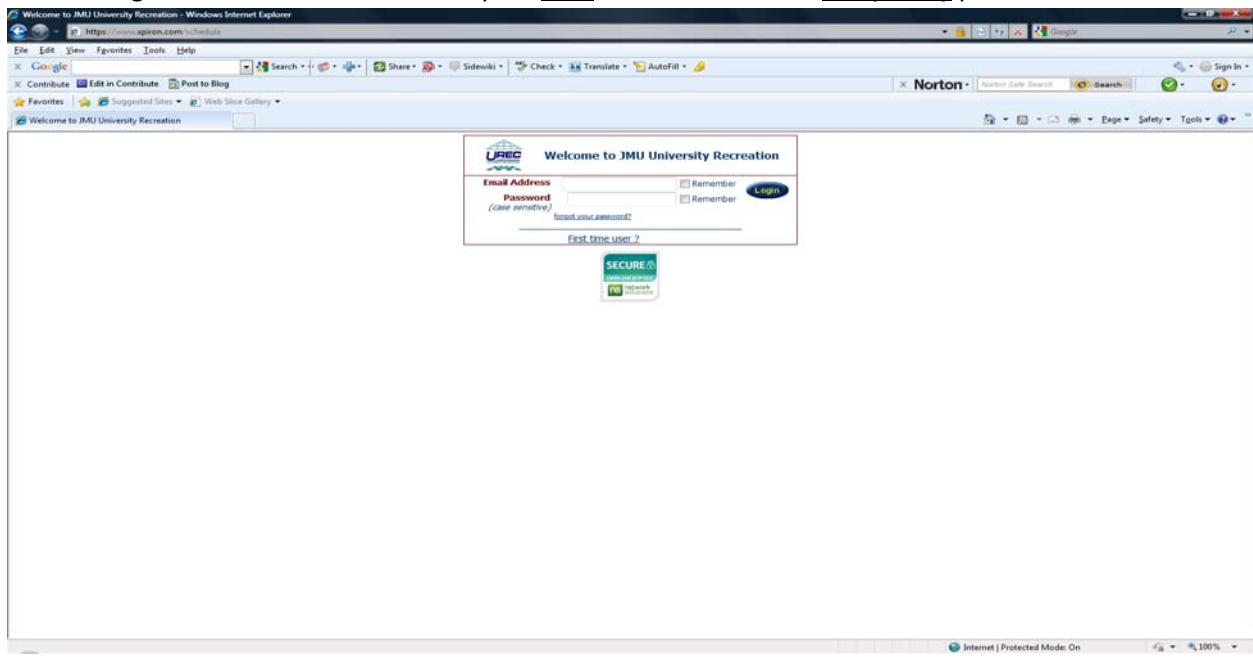 Welcome to JMU University Recreation - Windows Internet Explorer
https://www.xpiron.com/schedule
Google
File Edit View Favorites Tools Help
x Google Search Share Sidewiki Check Translate AutoFill Sign In
x Contribute Edit in Contribute Post to Blog x Norton Norton Safe Search Search
Favorites Suggested Sites Web Slice Gallery
Welcome to JMU University Recreation Page Safety Tools
UREC Welcome to JMU University Recreation
Email Address Remember Login
Password Remember
(case sensitive)
forgot your password?
First time user ?
SECURE
network
Internet | Protected Mode: On 100%